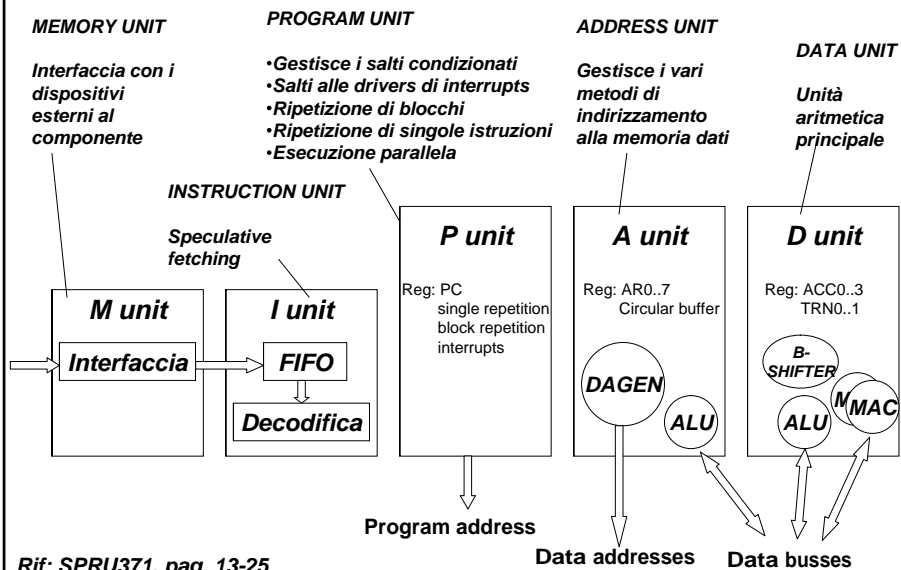 MEMORY UNIT
Interfaccia con i
dispositivi
esterni al
componente
PROGRAM UNIT
•Gestisce i salti condizionati
•Salti alle drivers di interrupts
•Ripetizione di blocchi
•Ripetizione di singole istruzioni
•Esecuzione parallela
ADDRESS UNIT
Gestisce i vari
metodi di
indirizzamento
alla memoria dati
DATA UNIT
Unità
aritmetica
principale
INSTRUCTION UNIT
Speculative
fetching
M unit
Interfaccia
I unit
FIFO
Decodifica
P unit
Reg: PC
single repetition
block repetition
interrupts
A unit
Reg: AR0..7
Circular buffer
DAGEN
ALU
D unit
Reg: ACC0..3
TRN0..1
B-
SHIFTER
ALU
MAC
Program address
Data addresses
Data busses
Rif: SPRU371, pag. 13-25